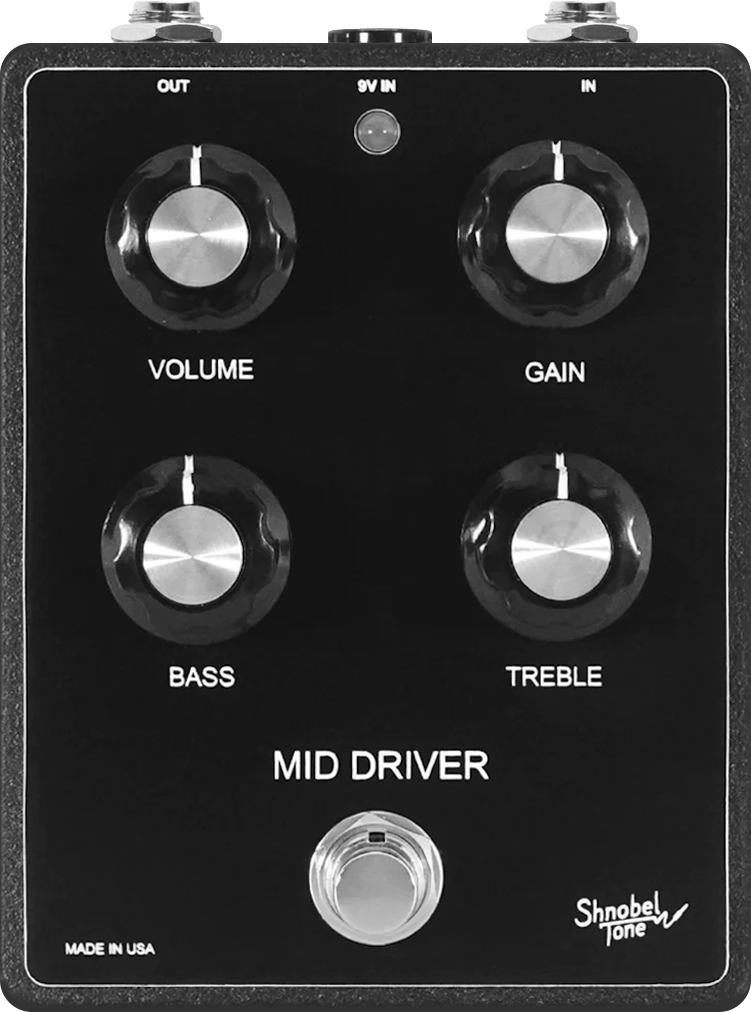 OUT 9V IN IN
VOLUME GAIN
BASS TREBLE
MID DRIVER
Shnobel
Tone
MADE IN USA